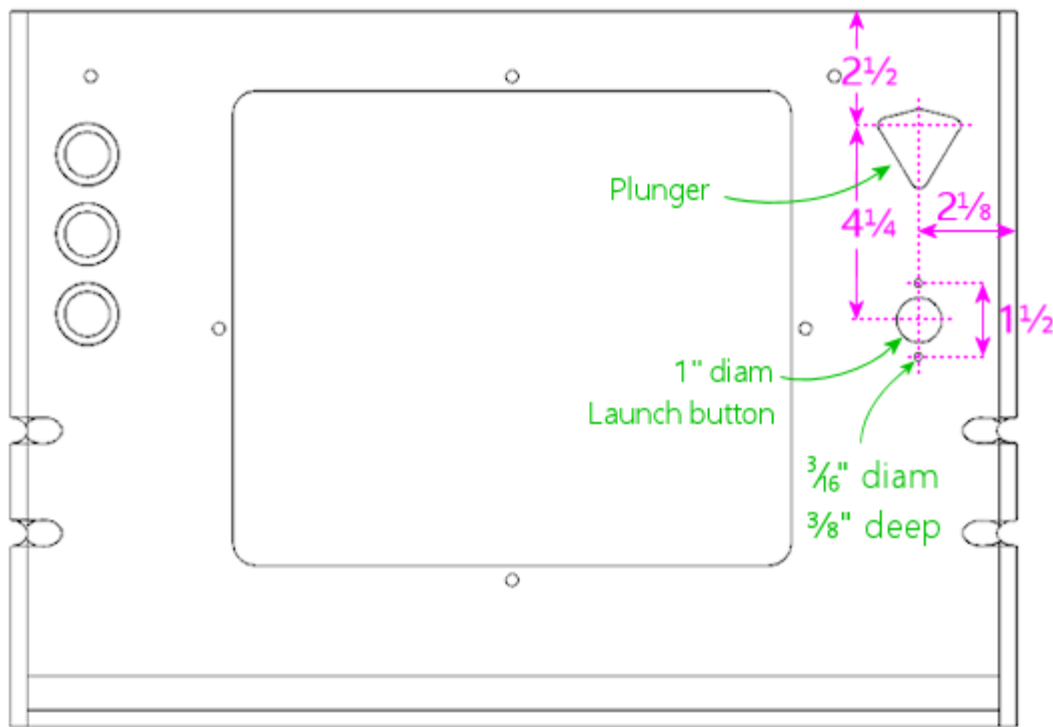 2½
Plunger
4¼
2⅛
1½
1" diam
Launch button
3⁄16" diam
⅜" deep